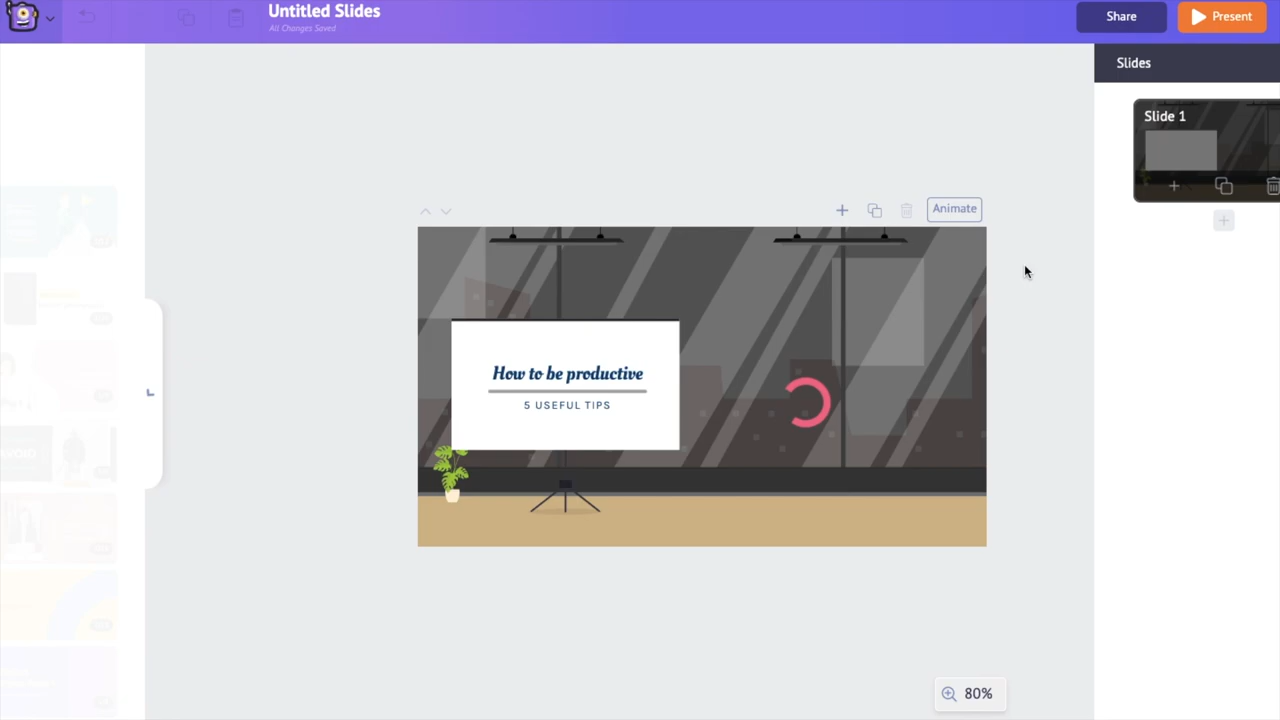 Untitled Slides
All Changes Saved
Share
Present
Slides
Slide 1
Animate
How to be productive
5 USEFUL TIPS
80%